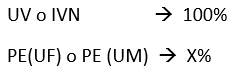 UV o IVN → 100%
PE(UF) o PE (UM) → X%